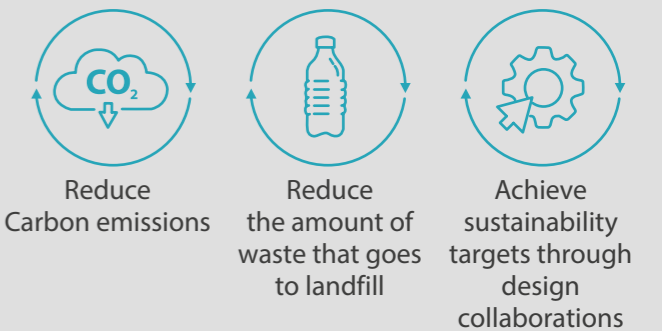 CO₂
Reduce
Carbon emissions
Reduce
the amount of
waste that goes
to landfill
Achieve
sustainability
targets through
design
collaborations